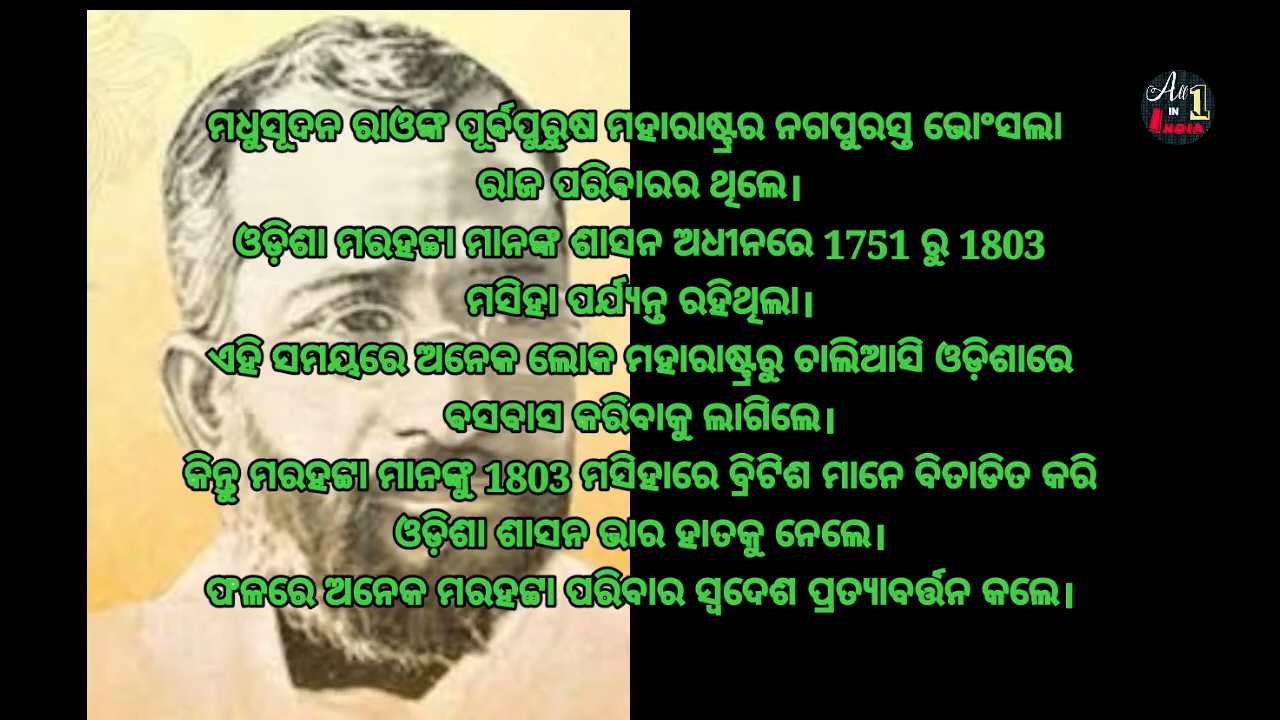 ମଧୁସୂଦନ ରାଓଙ୍କ ପୂର୍ବପୁରୁଷ ମହାରାଷ୍ଟ୍ରର ନଗପୁରସ୍ତ ଭୋଂସଲା
ରାଜ ପରିବାରର ଥିଲେ।
ଓଡ଼ିଶା ମରହଟ୍ଟା ମାନଙ୍କ ଶାସନ ଅଧୀନରେ 1751 ରୁ 1803
ମସିହା ପର୍ଯ୍ୟନ୍ତ ରହିଥିଲା।
ଏହି ସମୟରେ ଅନେକ ଲୋକ ମହାରାଷ୍ଟ୍ରରୁ ଚାଲିଆସି ଓଡ଼ିଶାରେ
ବସବାସ କରିବାକୁ ଲାଗିଲେ।
କିନ୍ତୁ ମରହଟ୍ଟା ମାନଙ୍କୁ 1803 ମସିହାରେ ବ୍ରିଟିଶ ମାନେ ବିତାଡିତ କରି
ଓଡ଼ିଶା ଶାସନ ଭାର ହାତକୁ ନେଲେ।
ଫଳରେ ଅନେକ ମରହଟ୍ଟା ପରିବାର ସ୍ୱଦେଶ ପ୍ରତ୍ୟାବର୍ତ୍ତନ କଲେ।
All IN 1 INDIA